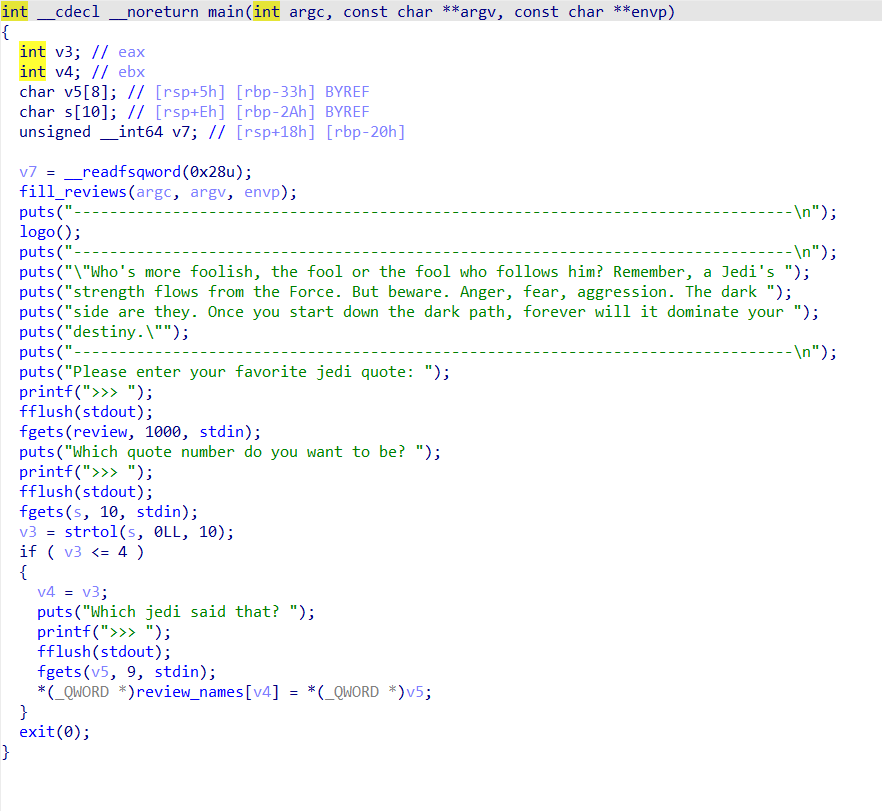 int __cdecl __noreturn main(int argc, const char **argv, const char **envp)
{
  int v3; // eax
  int v4; // ebx
  char v5[8]; // [rsp+5h] [rbp-33h] BYREF
  char s[10]; // [rsp+Eh] [rbp-2Ah] BYREF
  unsigned __int64 v7; // [rsp+18h] [rbp-20h]

  v7 = __readfsqword(0x28u);
  fill_reviews(argc, argv, envp);
  puts("--------------------------------------------------------------------------------\n");
  logo();
  puts("--------------------------------------------------------------------------------\n");
  puts("\"Who's more foolish, the fool or the fool who follows him? Remember, a Jedi's ");
  puts("strength flows from the Force. But beware. Anger, fear, aggression. The dark ");
  puts("side are they. Once you start down the dark path, forever will it dominate your ");
  puts("destiny.\"");
  puts("--------------------------------------------------------------------------------\n");
  puts("Please enter your favorite jedi quote: ");
  printf(">>> ");
  fflush(stdout);
  fgets(review, 1000, stdin);
  puts("Which quote number do you want to be? ");
  printf(">>> ");
  fflush(stdout);
  fgets(s, 10, stdin);
  v3 = strtol(s, 0LL, 10);
  if ( v3 <= 4 )
  {
    v4 = v3;
    puts("Which jedi said that? ");
    printf(">>> ");
    fflush(stdout);
    fgets(v5, 9, stdin);
    *(_QWORD *)review_names[v4] = *(_QWORD *)v5;
  }
  exit(0);
}